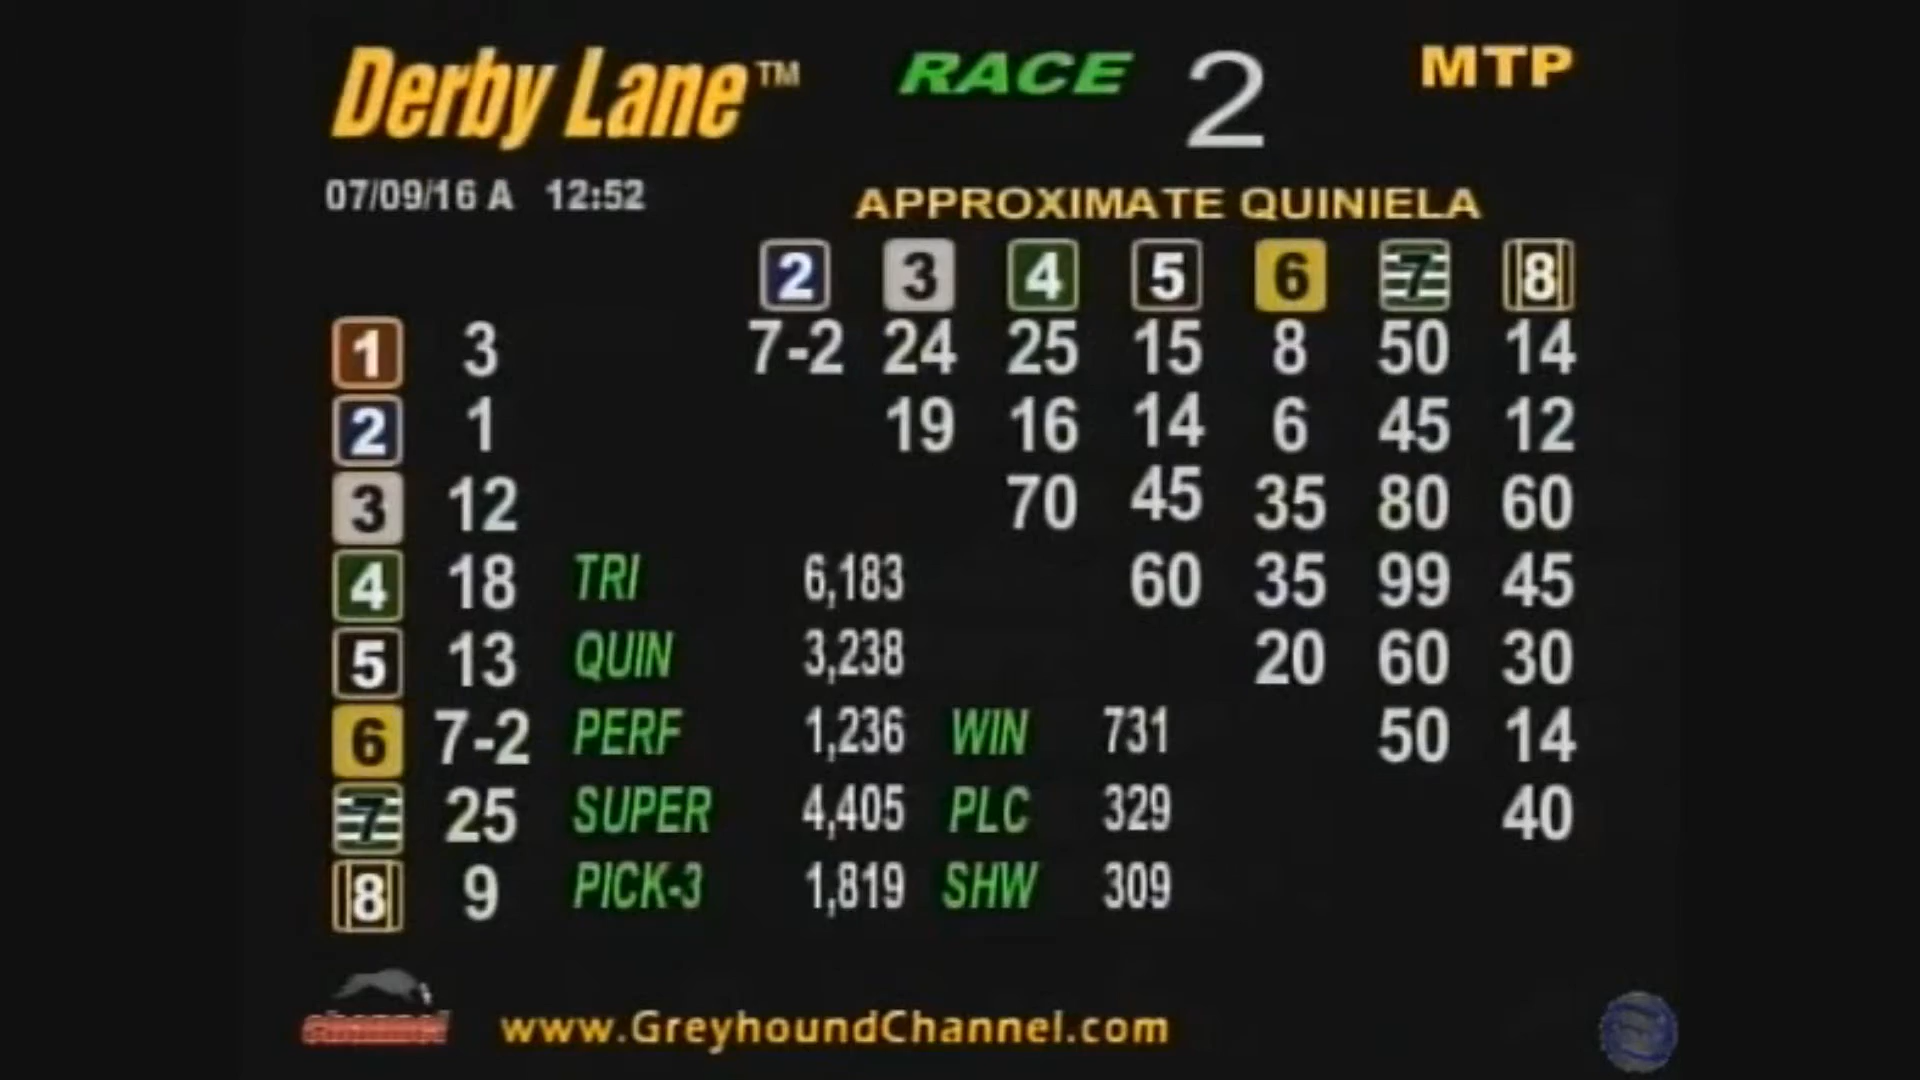 Derby Lane™ RACE 2 MTP
07/09/16 A 12:52 APPROXIMATE QUINIELA
2 3 4 5 6 7 8
1 3 7-2 24 25 15 8 50 14
2 1 19 16 14 6 45 12
3 12 70 45 35 80 60
4 18 TRI 6,183 60 35 99 45
5 13 QUIN 3,238 20 60 30
6 7-2 PERF 1,236 WIN 731 50 14
7 25 SUPER 4,405 PLC 329 40
8 9 PICK-3 1,819 SHW 309
channel www.GreyhoundChannel.com